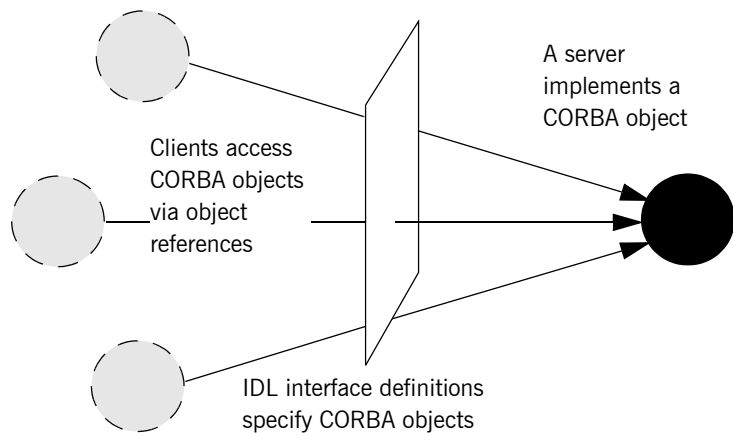 A server
implements a
CORBA object
Clients access
CORBA objects
via object
references
IDL interface definitions
specify CORBA objects